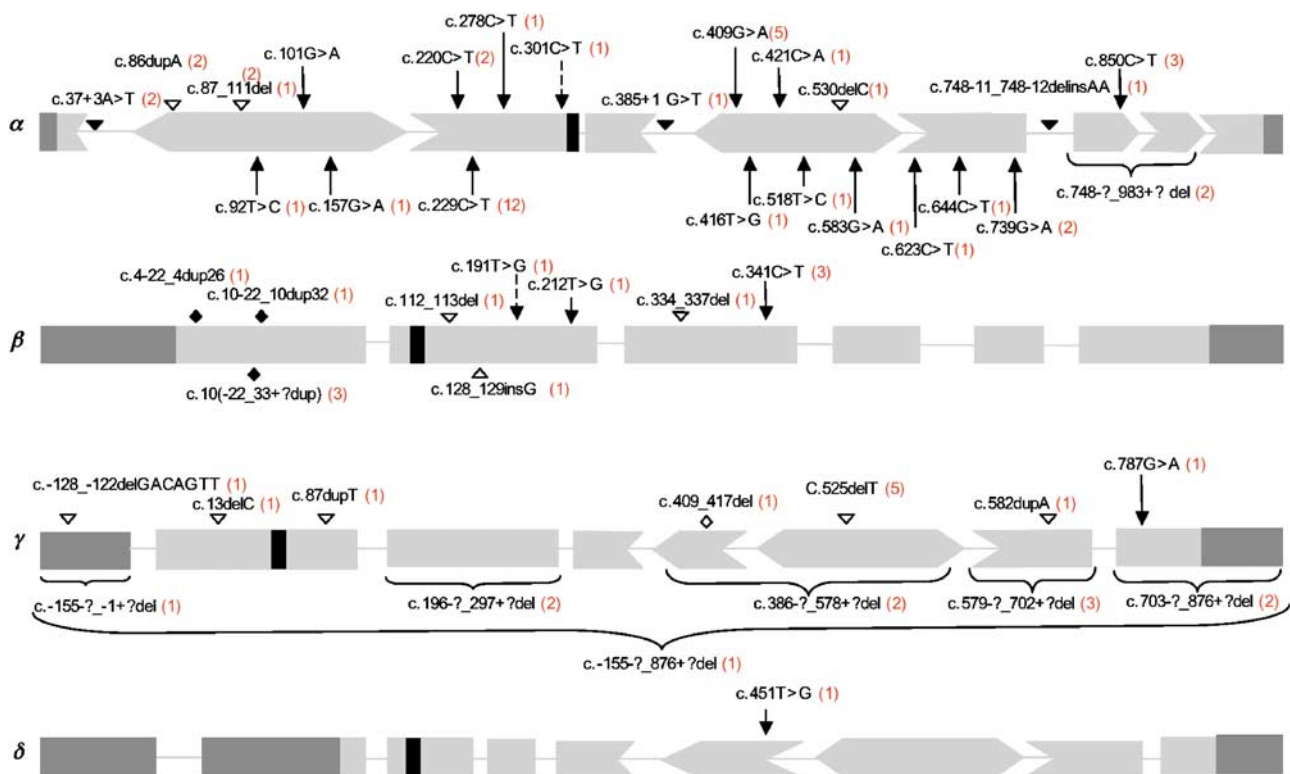 c.278C>T (1)
c.409G>A(5)
c.101G>A
c.301C>T (1)
c.86dupA (2)
c.220C>T(2)
c.421C>A (1)
c.850C>T (3)
(2)
c.87_111del (1)
c.530delC(1)
c.748-11_748-12delinsAA (1)
c.37+3A>T (2)
c.385+1 G>T (1)
α
c.748-?_983+? del (2)
c.92T>C (1)
c.157G>A (1)
c.229C>T (12)
c.518T>C (1)
c.644C>T(1)
c.416T>G (1)
c.583G>A (1)
c.739G>A (2)
c.623C>T(1)
c.4-22_4dup26 (1)
c.191T>G (1)
c.341C>T (3)
c.10-22_10dup32 (1)
c.212T>G (1)
c.112_113del (1)
c.334_337del (1)
β
c.10(-22_33+?dup) (3)
c.128_129insG (1)
c.787G>A (1)
c.-128_-122delGACAGTT (1)
c.87dupT (1)
c.409_417del (1)
C.525delT (5)
c.13delC (1)
c.582dupA (1)
γ
c.-155-?_-1+?del (1)
c.196-?_297+?del (2)
c.386-?_578+?del (2)
c.579-?_702+?del (3)
c.703-?_876+?del (2)
c.-155-?_876+?del (1)
c.451T>G (1)
δ